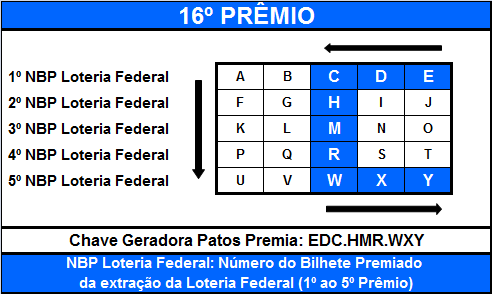 16º PRÊMIO
1º NBP Loteria Federal A B C D E
2º NBP Loteria Federal F G H I J
3º NBP Loteria Federal K L M N O
4º NBP Loteria Federal P Q R S T
5º NBP Loteria Federal U V W X Y
Chave Geradora Patos Premia: EDC.HMR.WXY
NBP Loteria Federal: Número do Bilhete Premiado
da extração da Loteria Federal (1º ao 5º Prêmio)